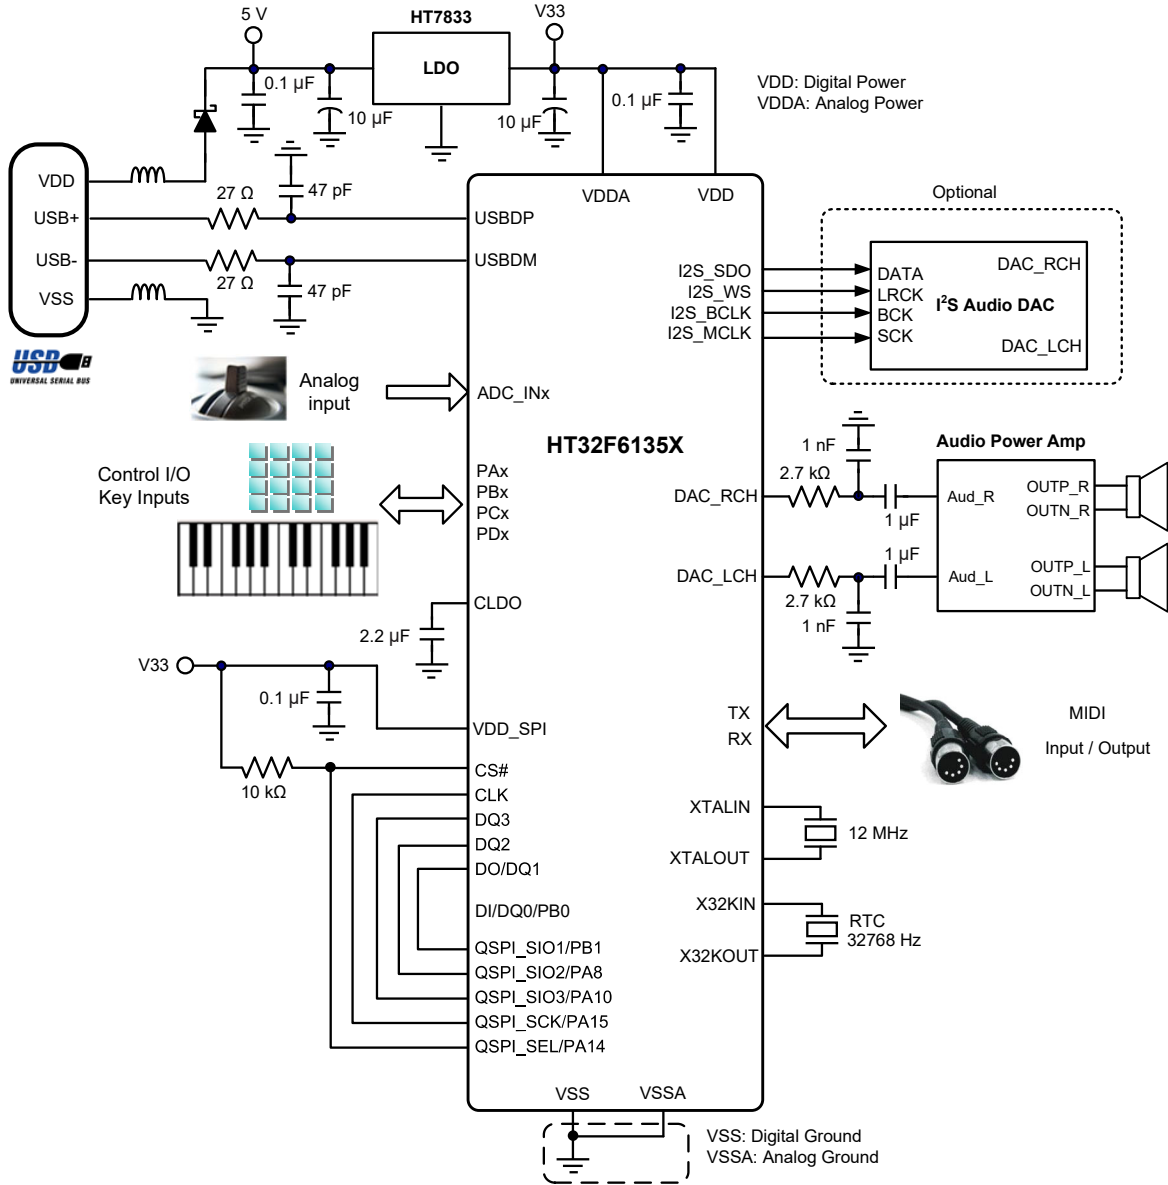 5 V
HT7833
V33
LDO
0.1 µF
10 µF
10 µF
0.1 µF
VDD: Digital Power
VDDA: Analog Power
VDD
USB+
USB-
VSS
27 Ω
47 pF
27 Ω
47 pF
USB
UNIVERSAL SERIAL BUS
USBDP
USBDM
VDDA
VDD
Optional
I2S_SDO
I2S_WS
I2S_BCLK
I2S_MCLK
DATA
LRCK
BCK
SCK
DAC_RCH
I²S Audio DAC
DAC_LCH
Analog
input
ADC_INx
HT32F6135X
Control I/O
Key Inputs
PAx
PBx
PCx
PDx
DAC_RCH
2.7 kΩ
1 nF
1 µF
Audio Power Amp
Aud_R
OUTP_R
OUTN_R
DAC_LCH
2.7 kΩ
1 nF
1 µF
Aud_L
OUTP_L
OUTN_L
CLDO
2.2 µF
V33
0.1 µF
10 kΩ
VDD_SPI
CS#
CLK
DQ3
DQ2
DO/DQ1
DI/DQ0/PB0
QSPI_SIO1/PB1
QSPI_SIO2/PA8
QSPI_SIO3/PA10
QSPI_SCK/PA15
QSPI_SEL/PA14
TX
RX
MIDI
Input / Output
XTALIN
XTALOUT
12 MHz
X32KIN
X32KOUT
RTC
32768 Hz
VSS
VSSA
VSS: Digital Ground
VSSA: Analog Ground